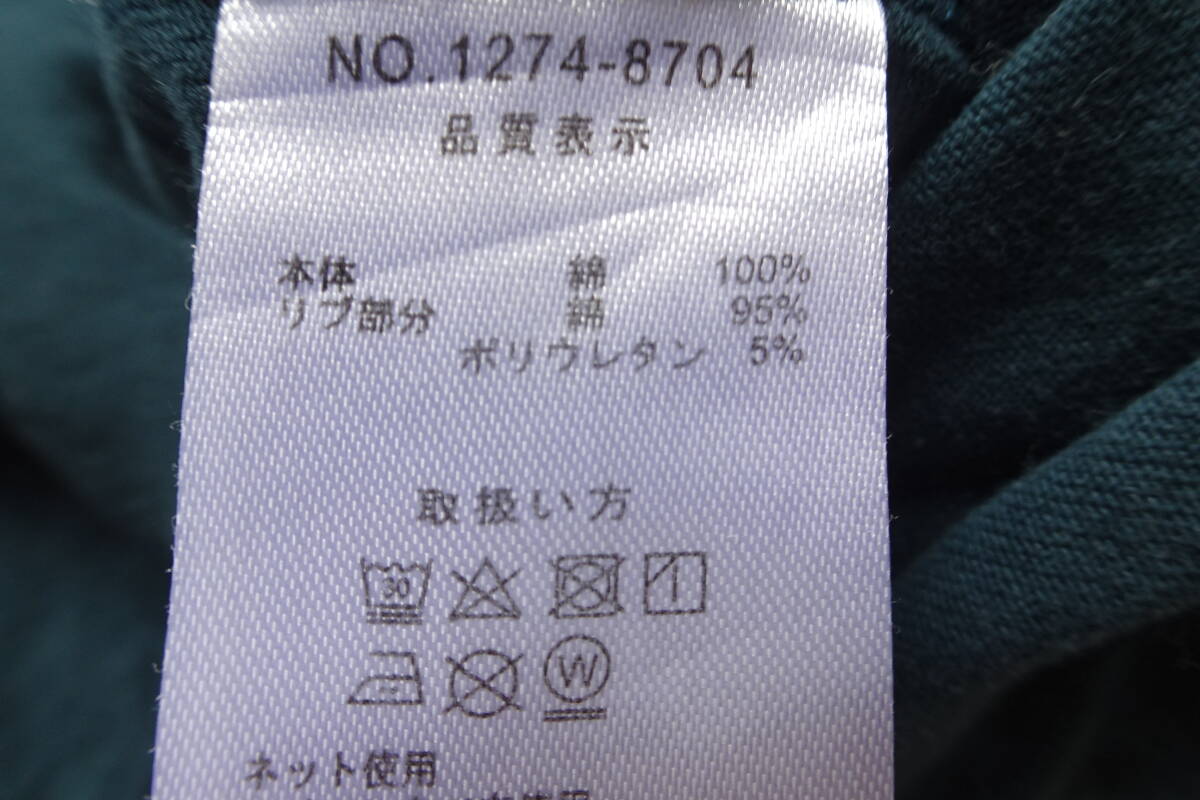 NO.1274-8704
品質表示
本体 綿 100%
リブ部分 綿 95%
ポリウレタン 5%
取扱い方
30
W
ネット使用